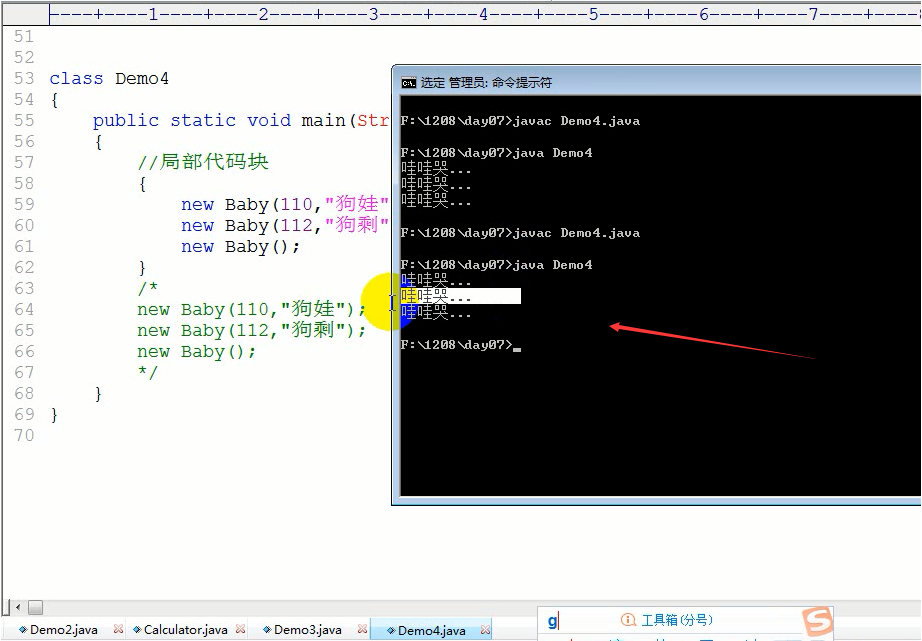 ----+----1----+----2----+----3----+----4----+----5----+----6----+----7----+----8
51
52
53 class Demo4
54 {
55 public static void main(Str
56 {
57 //局部代码块
58 {
59 new Baby(110,"狗娃"
60 new Baby(112,"狗剩"
61 new Baby();
62 }
63 /*
64 new Baby(110,"狗娃");
65 new Baby(112,"狗剩");
66 new Baby();
67 */
68 }
69 }
70
选定 管理员: 命令提示符
F:\1208\day07>javac Demo4.java
F:\1208\day07>java Demo4
哇哇哭...
哇哇哭...
哇哇哭...
F:\1208\day07>javac Demo4.java
F:\1208\day07>java Demo4
哇哇哭...
哇哇哭...
哇哇哭...
F:\1208\day07>_
Demo2.java Calculator.java Demo3.java Demo4.java
g 工具箱(分号)